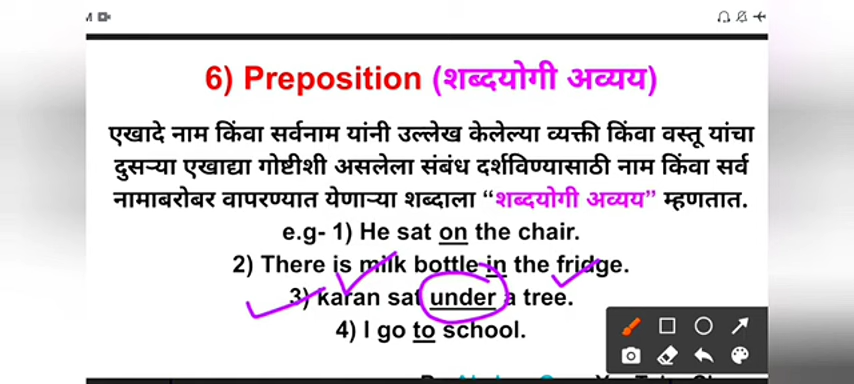 6) Preposition (शब्दयोगी अव्यय)
एखादे नाम किंवा सर्वनाम यांनी उल्लेख केलेल्या व्यक्ती किंवा वस्तू यांचा
दुसऱ्या एखाद्या गोष्टीशी असलेला संबंध दर्शविण्यासाठी नाम किंवा सर्व
नामाबरोबर वापरण्यात येणाऱ्या शब्दाला “शब्दयोगी अव्यय” म्हणतात.
e.g- 1) He sat on the chair.
2) There is milk bottle in the fridge.
3) karan sat under a tree.
4) I go to school.